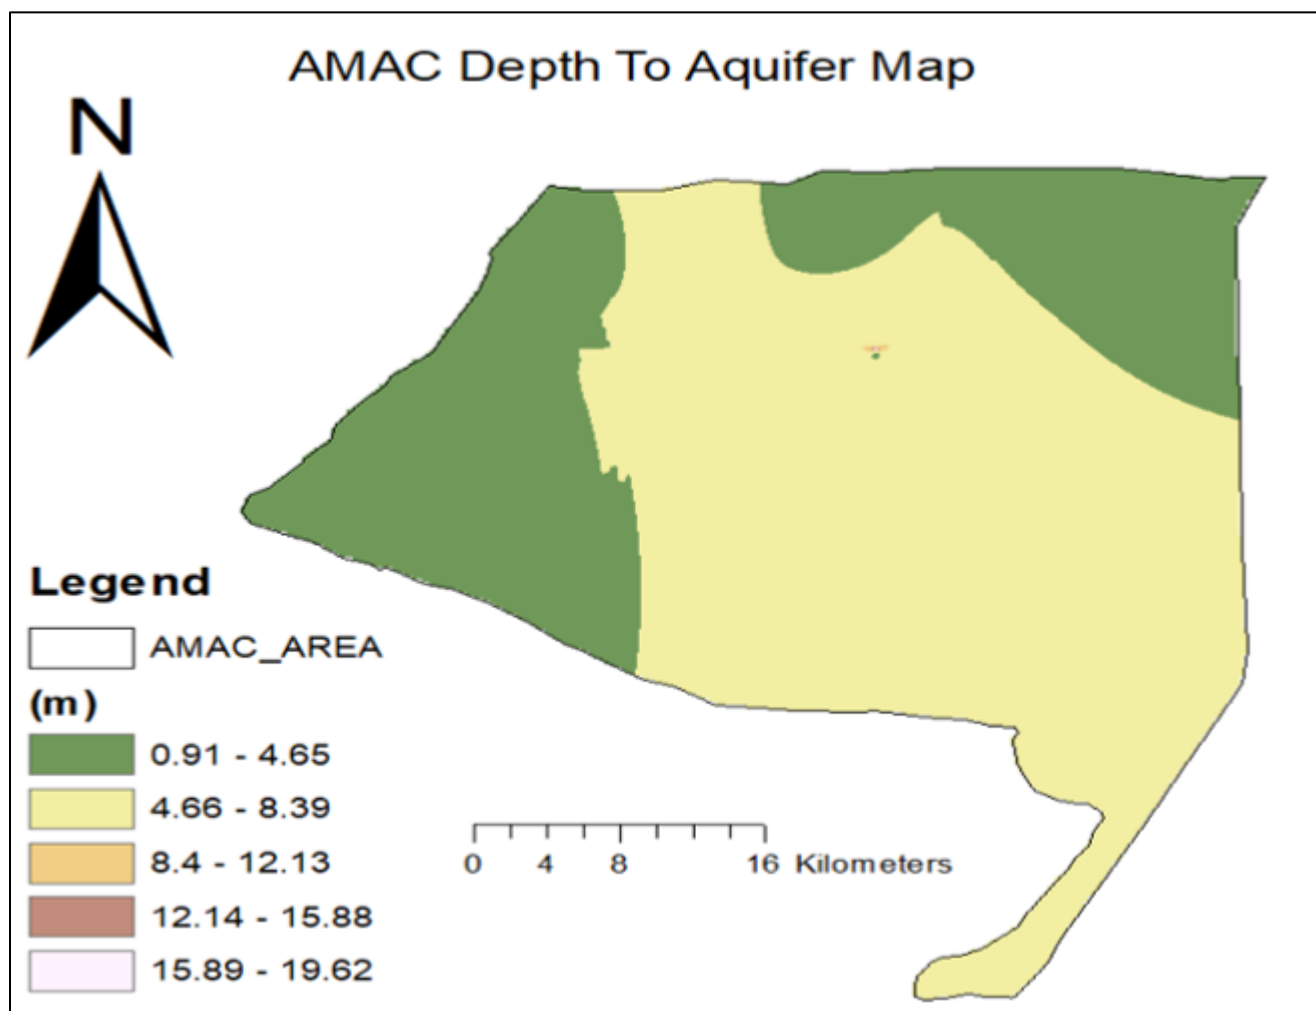 AMAC Depth To Aquifer Map
N
Legend
AMAC_AREA
(m)
0.91 - 4.65
4.66 - 8.39
8.4 - 12.13
12.14 - 15.88
15.89 - 19.62
0 4 8 16 Kilometers